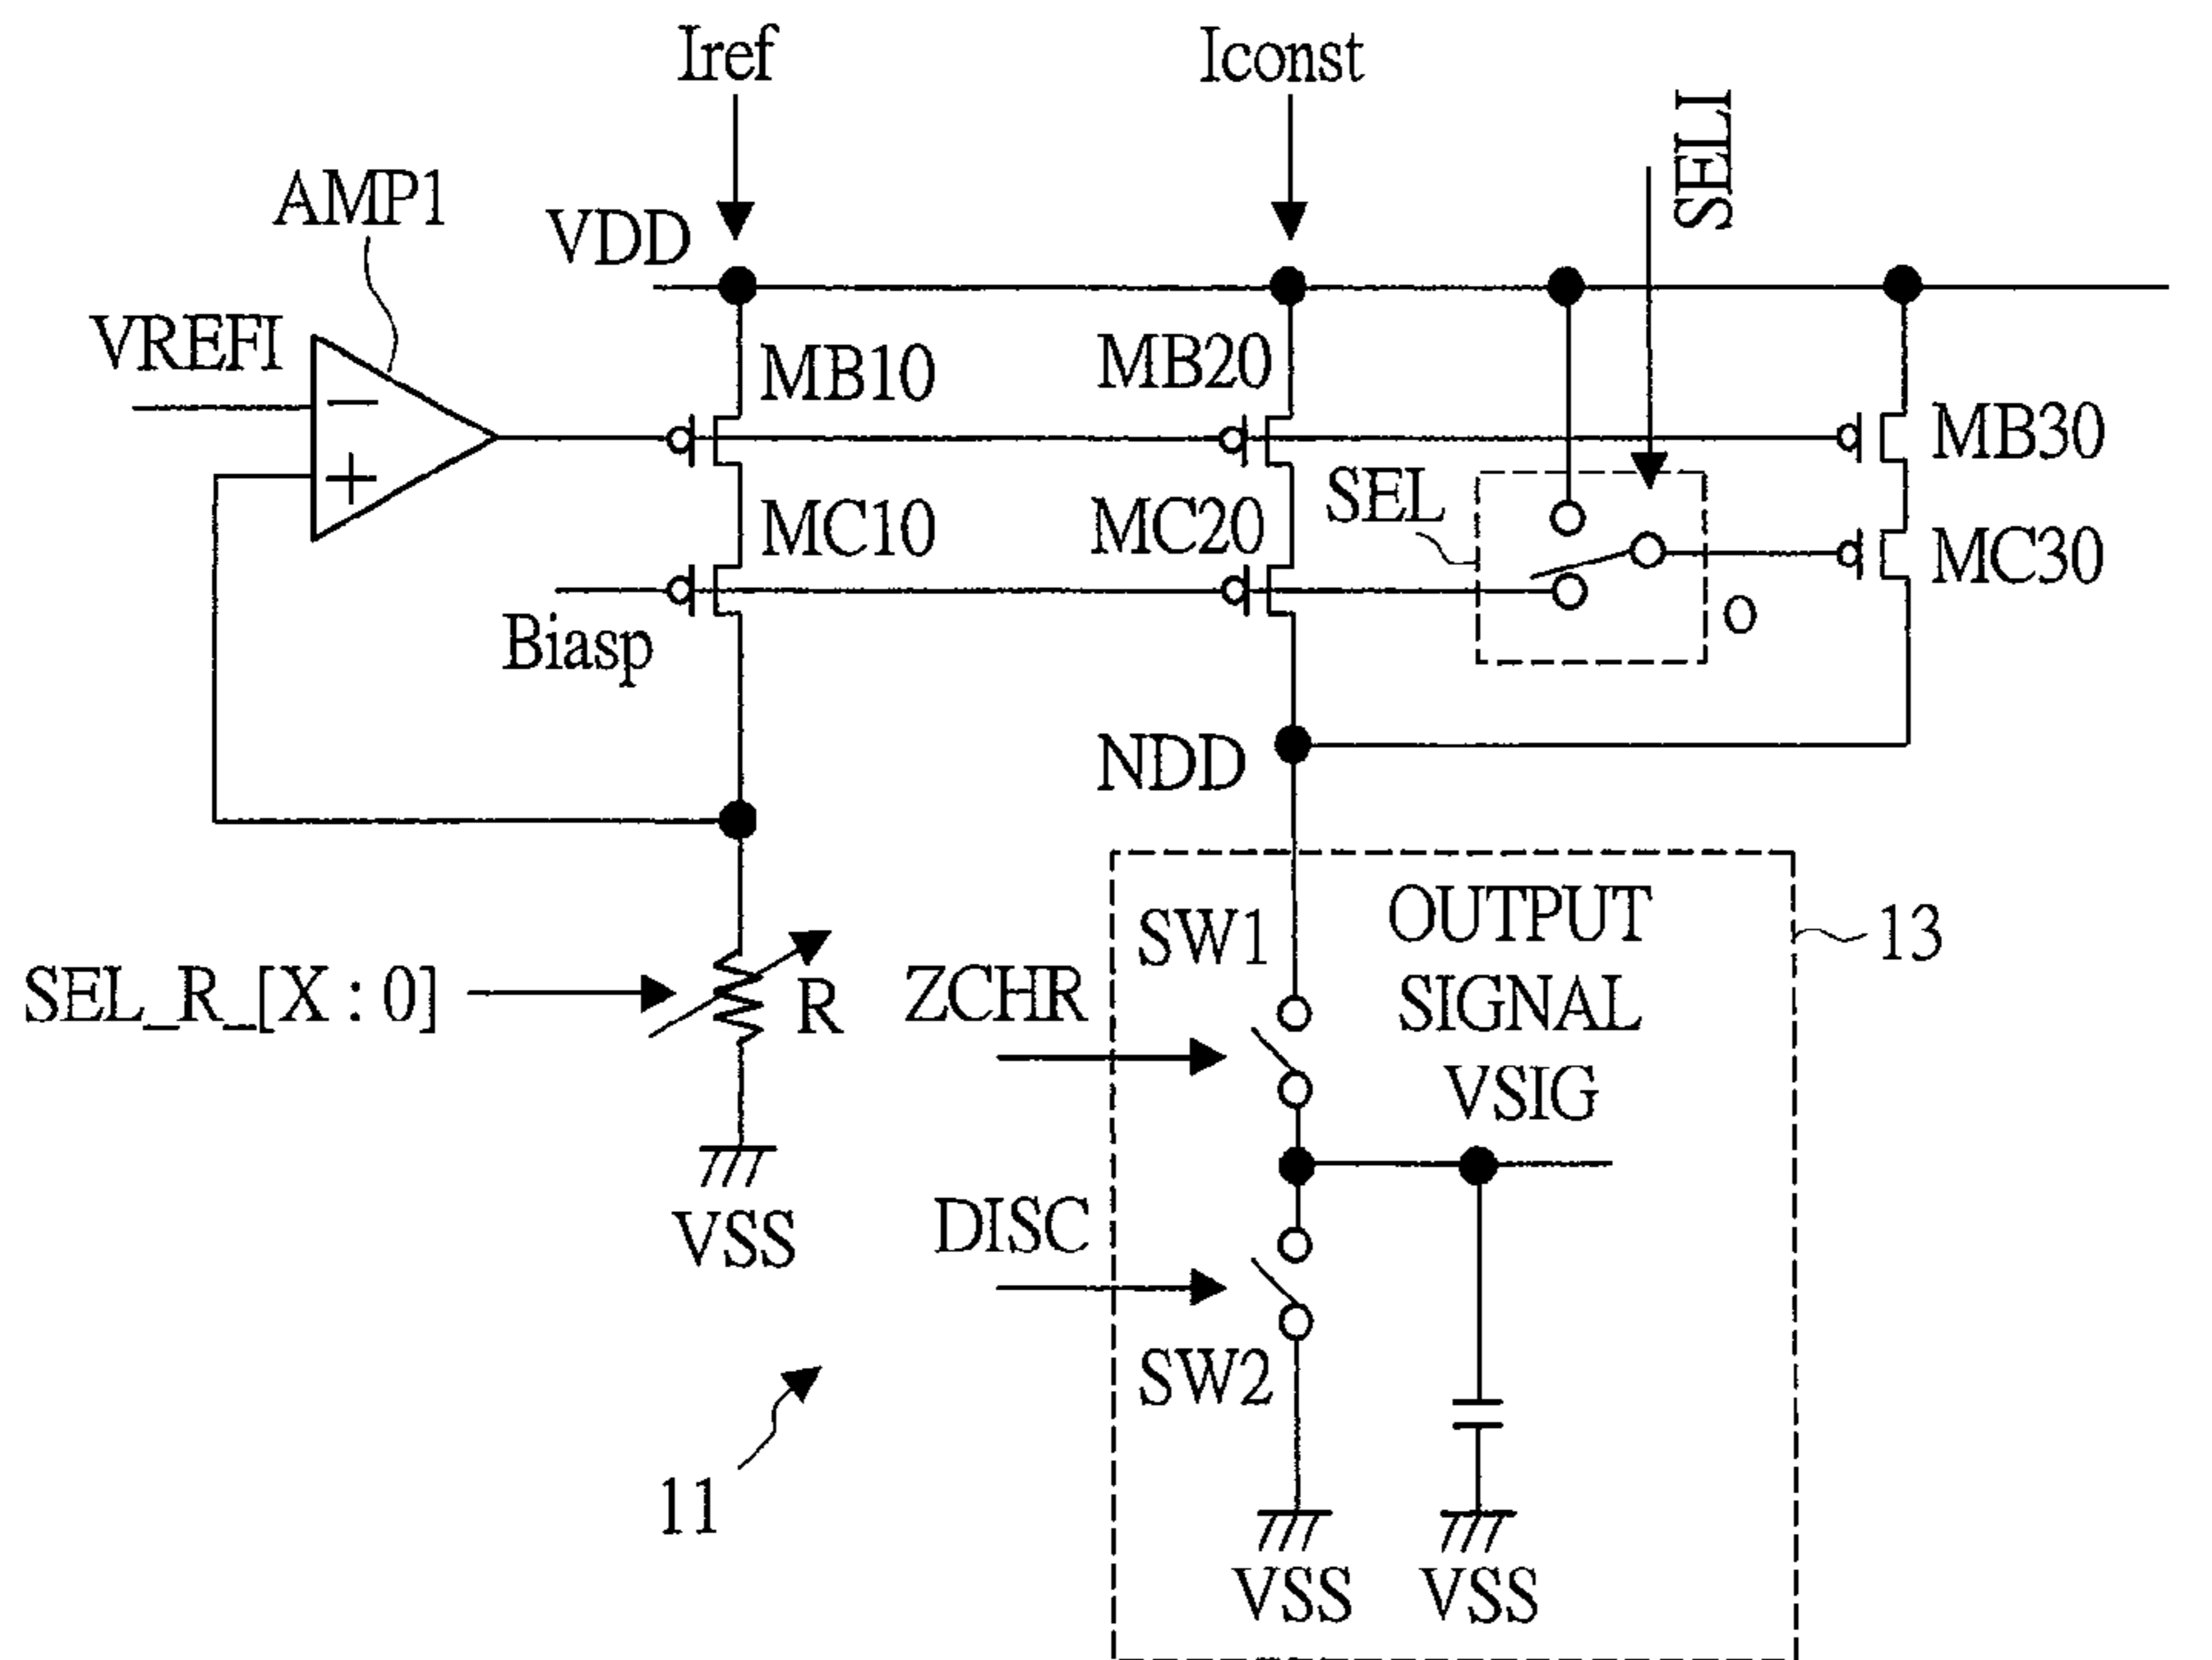 Iref
Iconst
SELI
AMP1
VDD
VREFI
MB10
MB20
MB30
SEL
MC10
MC20
MC30
O
Biasp
NDD
OUTPUT
SIGNAL
VSIG
13
SW1
ZCHR
SEL_R_[X : 0]
R
VSS
DISC
SW2
11
VSS
VSS